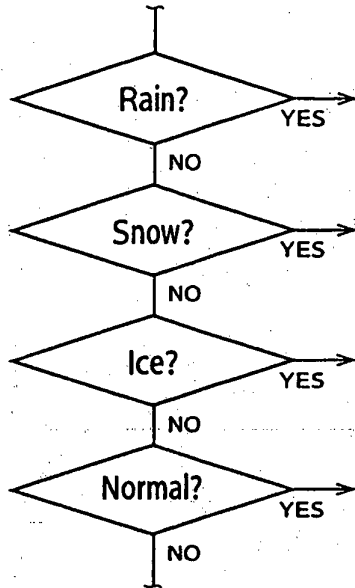 Rain?
YES
NO
Snow?
YES
NO
Ice?
YES
NO
Normal?
YES
NO